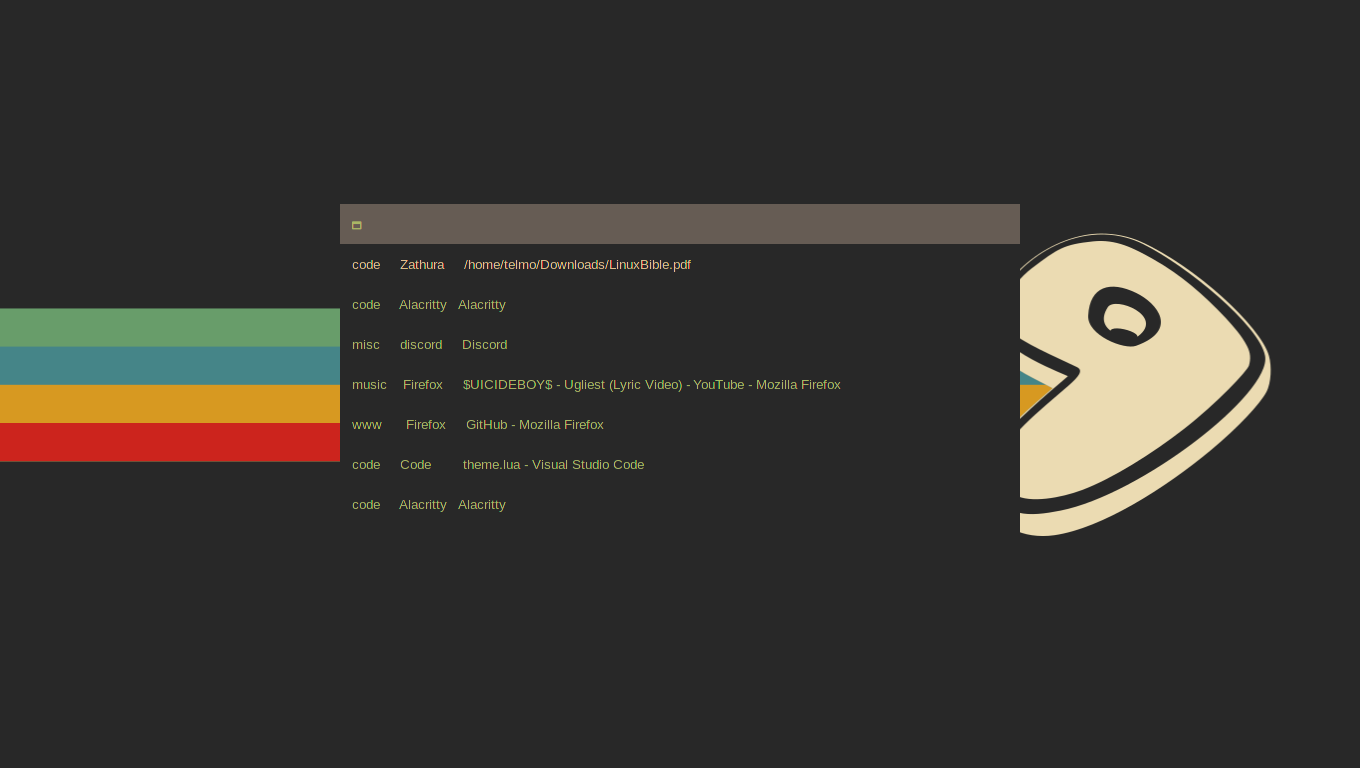 code Zathura /home/telmo/Downloads/LinuxBible.pdf
code Alacritty Alacritty
misc discord Discord
music Firefox $UICIDEBOY$ - Ugliest (Lyric Video) - YouTube - Mozilla Firefox
www Firefox GitHub - Mozilla Firefox
code Code theme.lua - Visual Studio Code
code Alacritty Alacritty